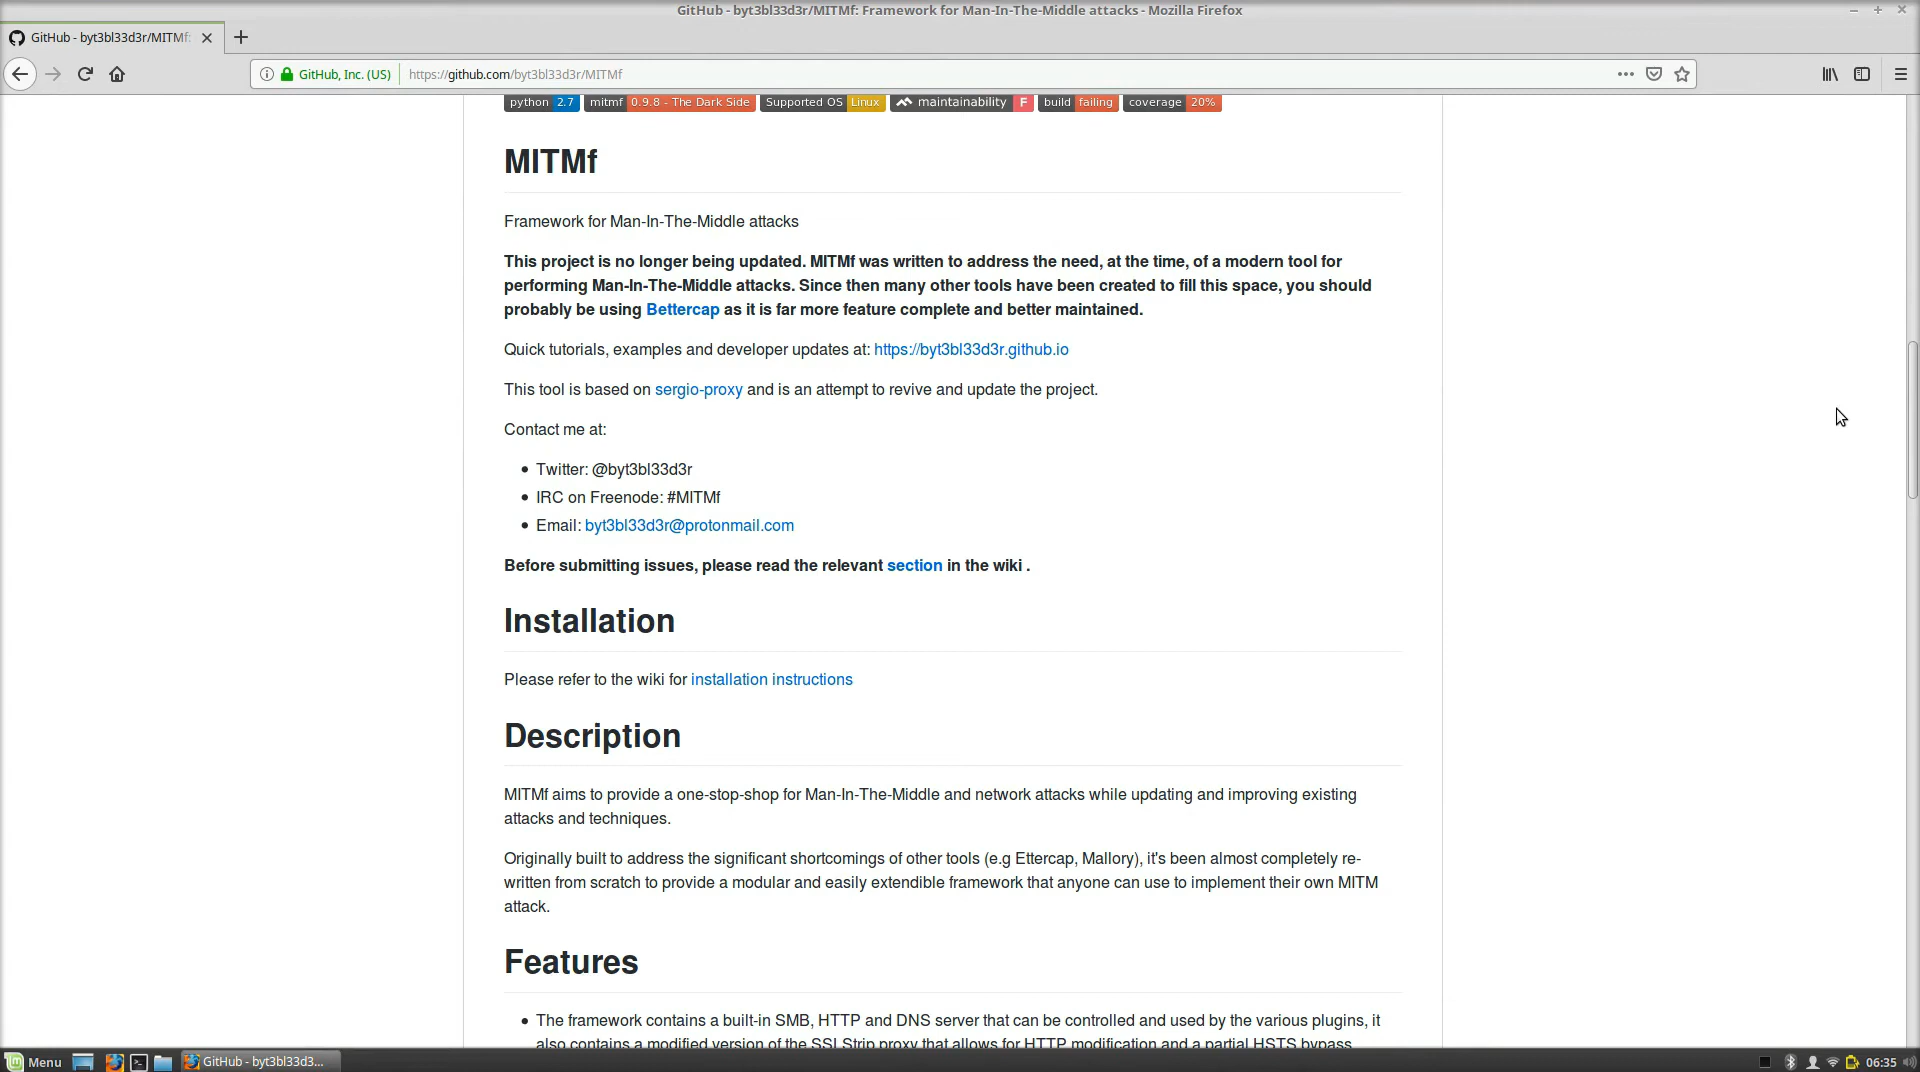 GitHub - byt3bl33d3r/MITMf: Framework for Man-In-The-Middle attacks - Mozilla Firefox
GitHub - byt3bl33d3r/MITMf:
GitHub, Inc. (US)
https://github.com/byt3bl33d3r/MITMf
python 2.7 mitmf 0.9.8 - The Dark Side Supported OS Linux maintainability F build failing coverage 20%
MITMf
Framework for Man-In-The-Middle attacks
This project is no longer being updated. MITMf was written to address the need, at the time, of a modern tool for
performing Man-In-The-Middle attacks. Since then many other tools have been created to fill this space, you should
probably be using Bettercap as it is far more feature complete and better maintained.
Quick tutorials, examples and developer updates at: https://byt3bl33d3r.github.io
This tool is based on sergio-proxy and is an attempt to revive and update the project.
Contact me at:
• Twitter: @byt3bl33d3r
• IRC on Freenode: #MITMf
• Email: byt3bl33d3r@protonmail.com
Before submitting issues, please read the relevant section in the wiki .
Installation
Please refer to the wiki for installation instructions
Description
MITMf aims to provide a one-stop-shop for Man-In-The-Middle and network attacks while updating and improving existing
attacks and techniques.
Originally built to address the significant shortcomings of other tools (e.g Ettercap, Mallory), it's been almost completely re-
written from scratch to provide a modular and easily extendible framework that anyone can use to implement their own MITM
attack.
Features
• The framework contains a built-in SMB, HTTP and DNS server that can be controlled and used by the various plugins, it
also contains a modified version of the SSLStrip proxy that allows for HTTP modification and a partial HSTS bypass.
Menu
GitHub - byt3bl33d3...
06:35